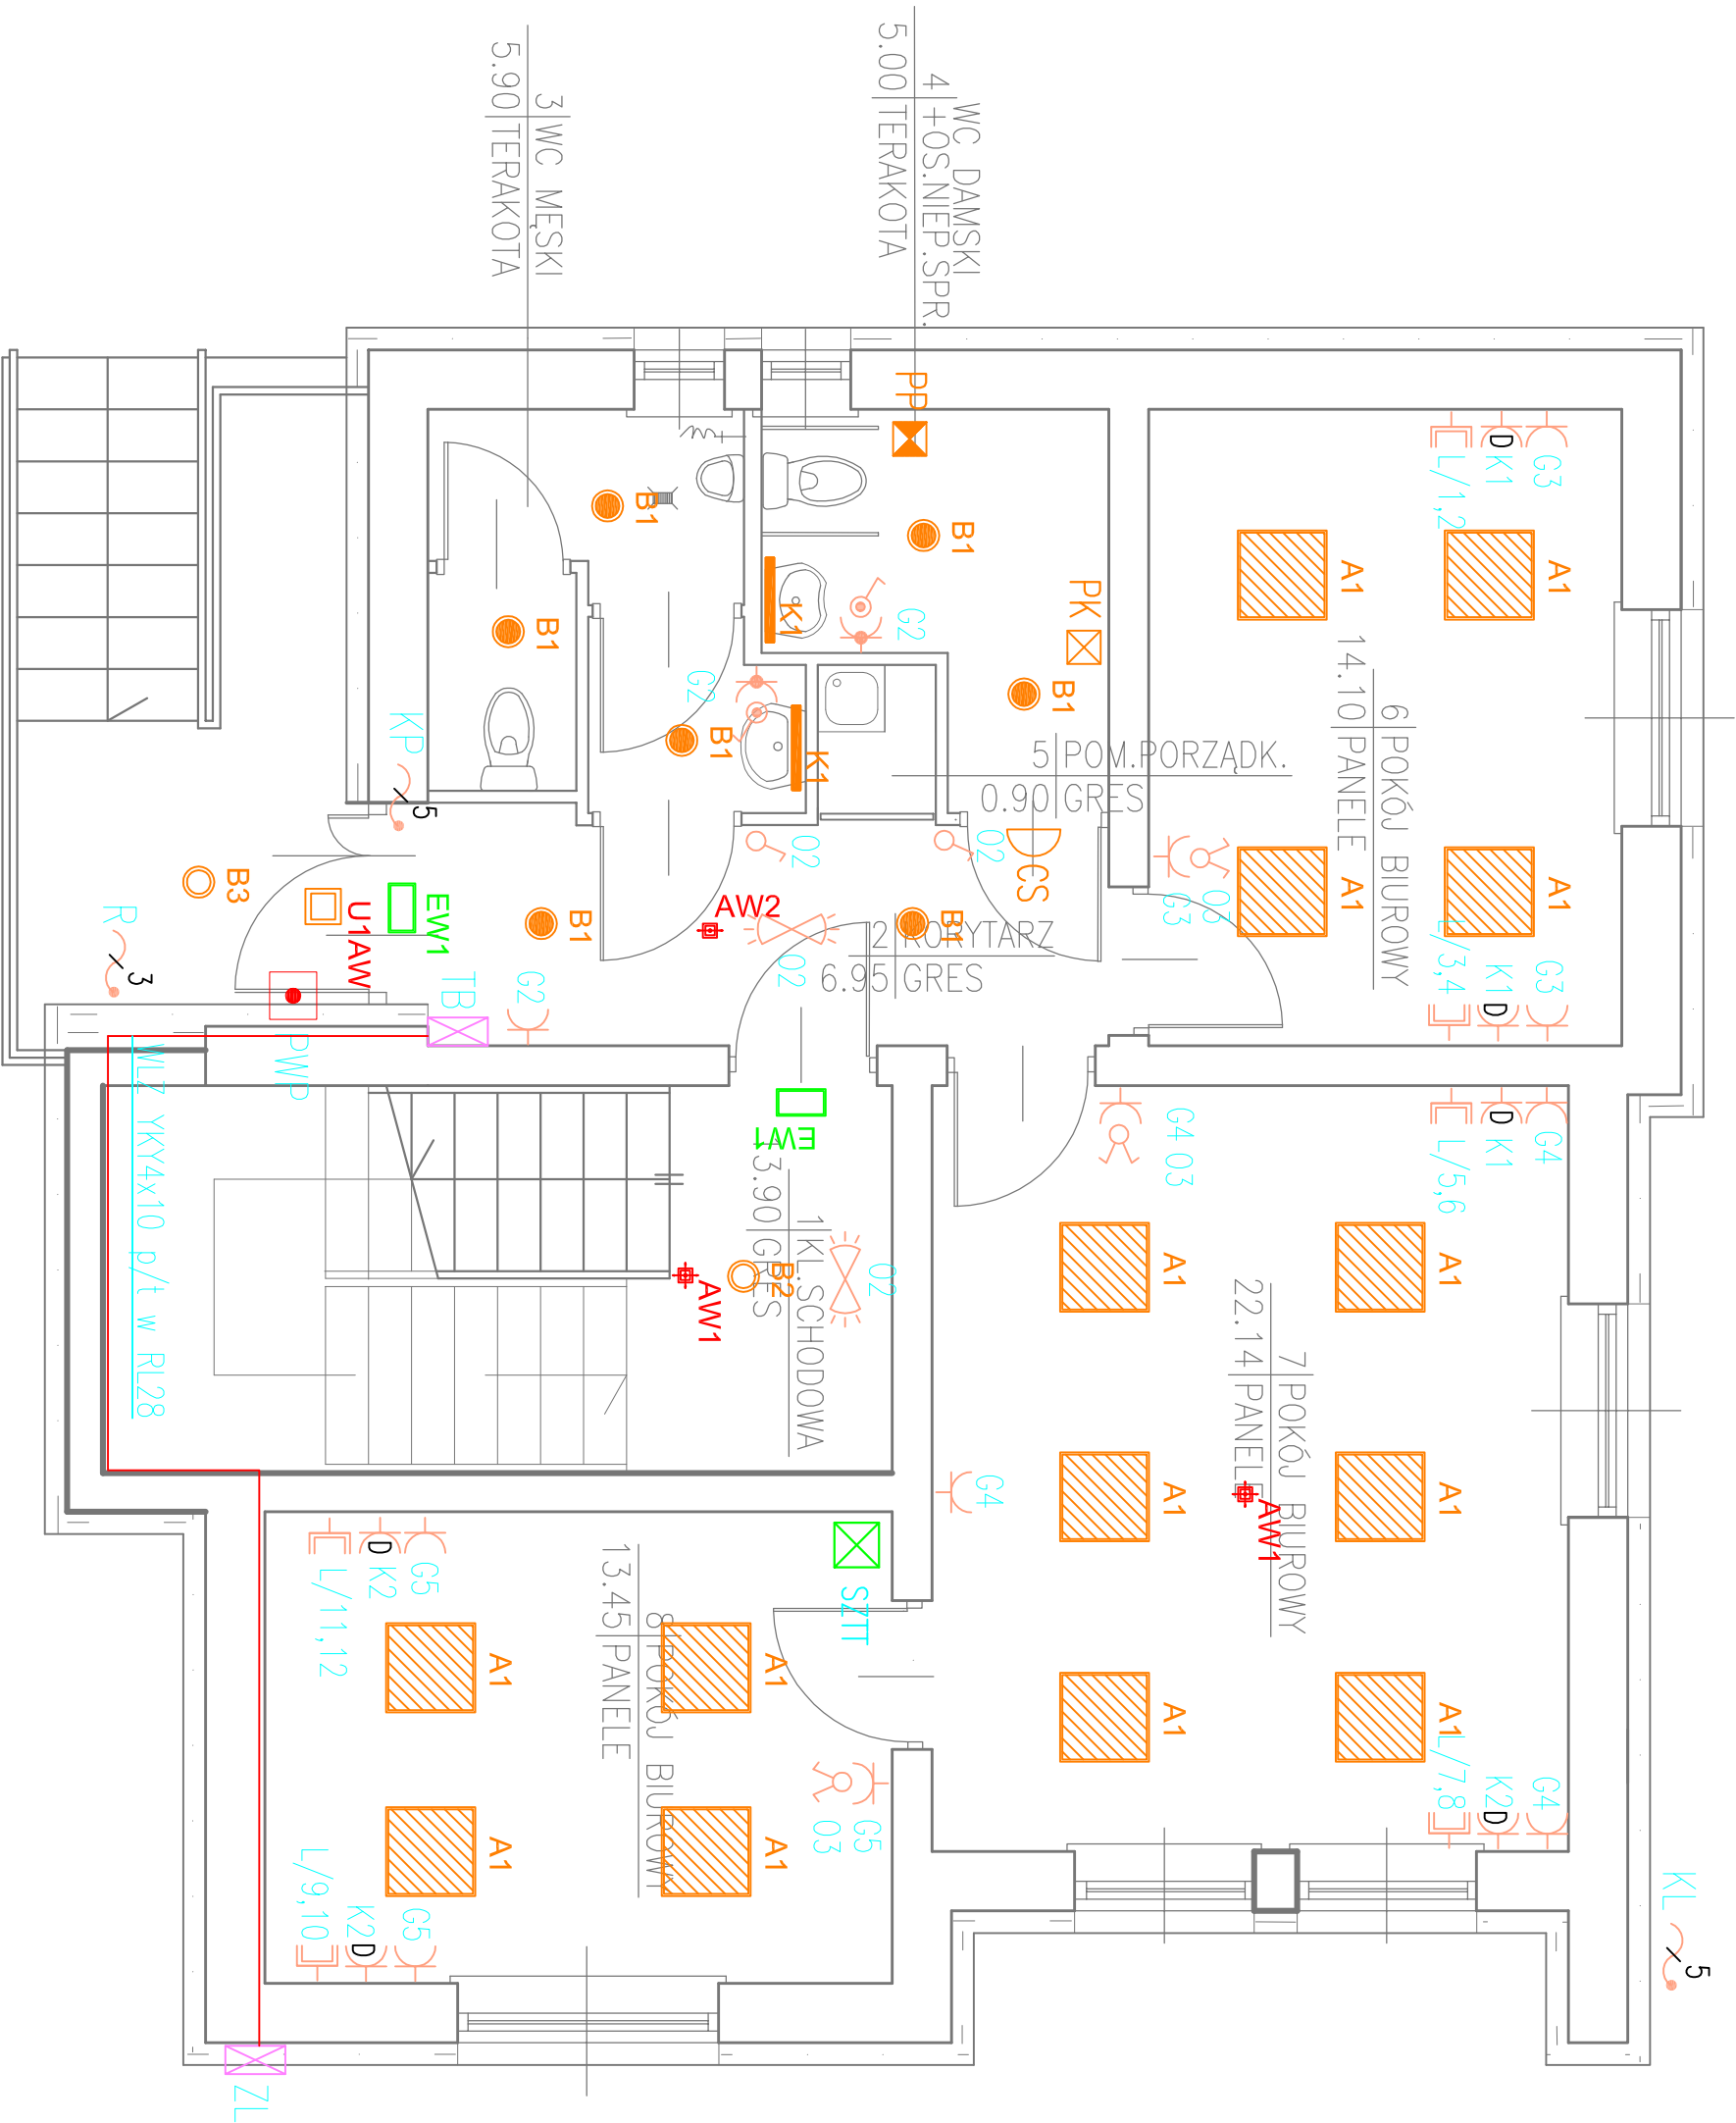 WC DAMSKI
4 +OS.NIEP.SPR.
5.00 TERAKOTA
3 WC MĘSKI
5.90 TERAKOTA
PP
G3
D K1
L/1,2
A1
A1
B1
B1
B1
K1
G2
PK
B1
G2
B1
K1
6 POKÓJ BIUROWY
14.10 PANELE
5 POM.PORZĄDK.
0.90 GRES
KP
5
O2
O2
CS
A1
A1
O3
G3
B3
U1
AW
EW1
B1
AW2
B1
2 KORYTARZ
6.95 GRES
O2
R
3
TB
G2
PWP
L/3,4
K1
D
G3
WLZ YKY4x10 p/t w RL28
EW1
G4 O3
D K1
G4
L/5,6
1 KL.SCHODOWA
13.90 GRES
B2
AW1
O2
A1
A1
7 POKÓJ BIUROWY
22.14 PANELE
AW1
A1
A1
G4
SZTT
G5
D K2
L/11,12
8 POKÓJ BIUROWY
13.45 PANELE
A1
A1
A1
A1
L/7,8
K2
D
G4
O3
G5
A1
A1
L/9,10
K2
D
G5
KL
5
ZL